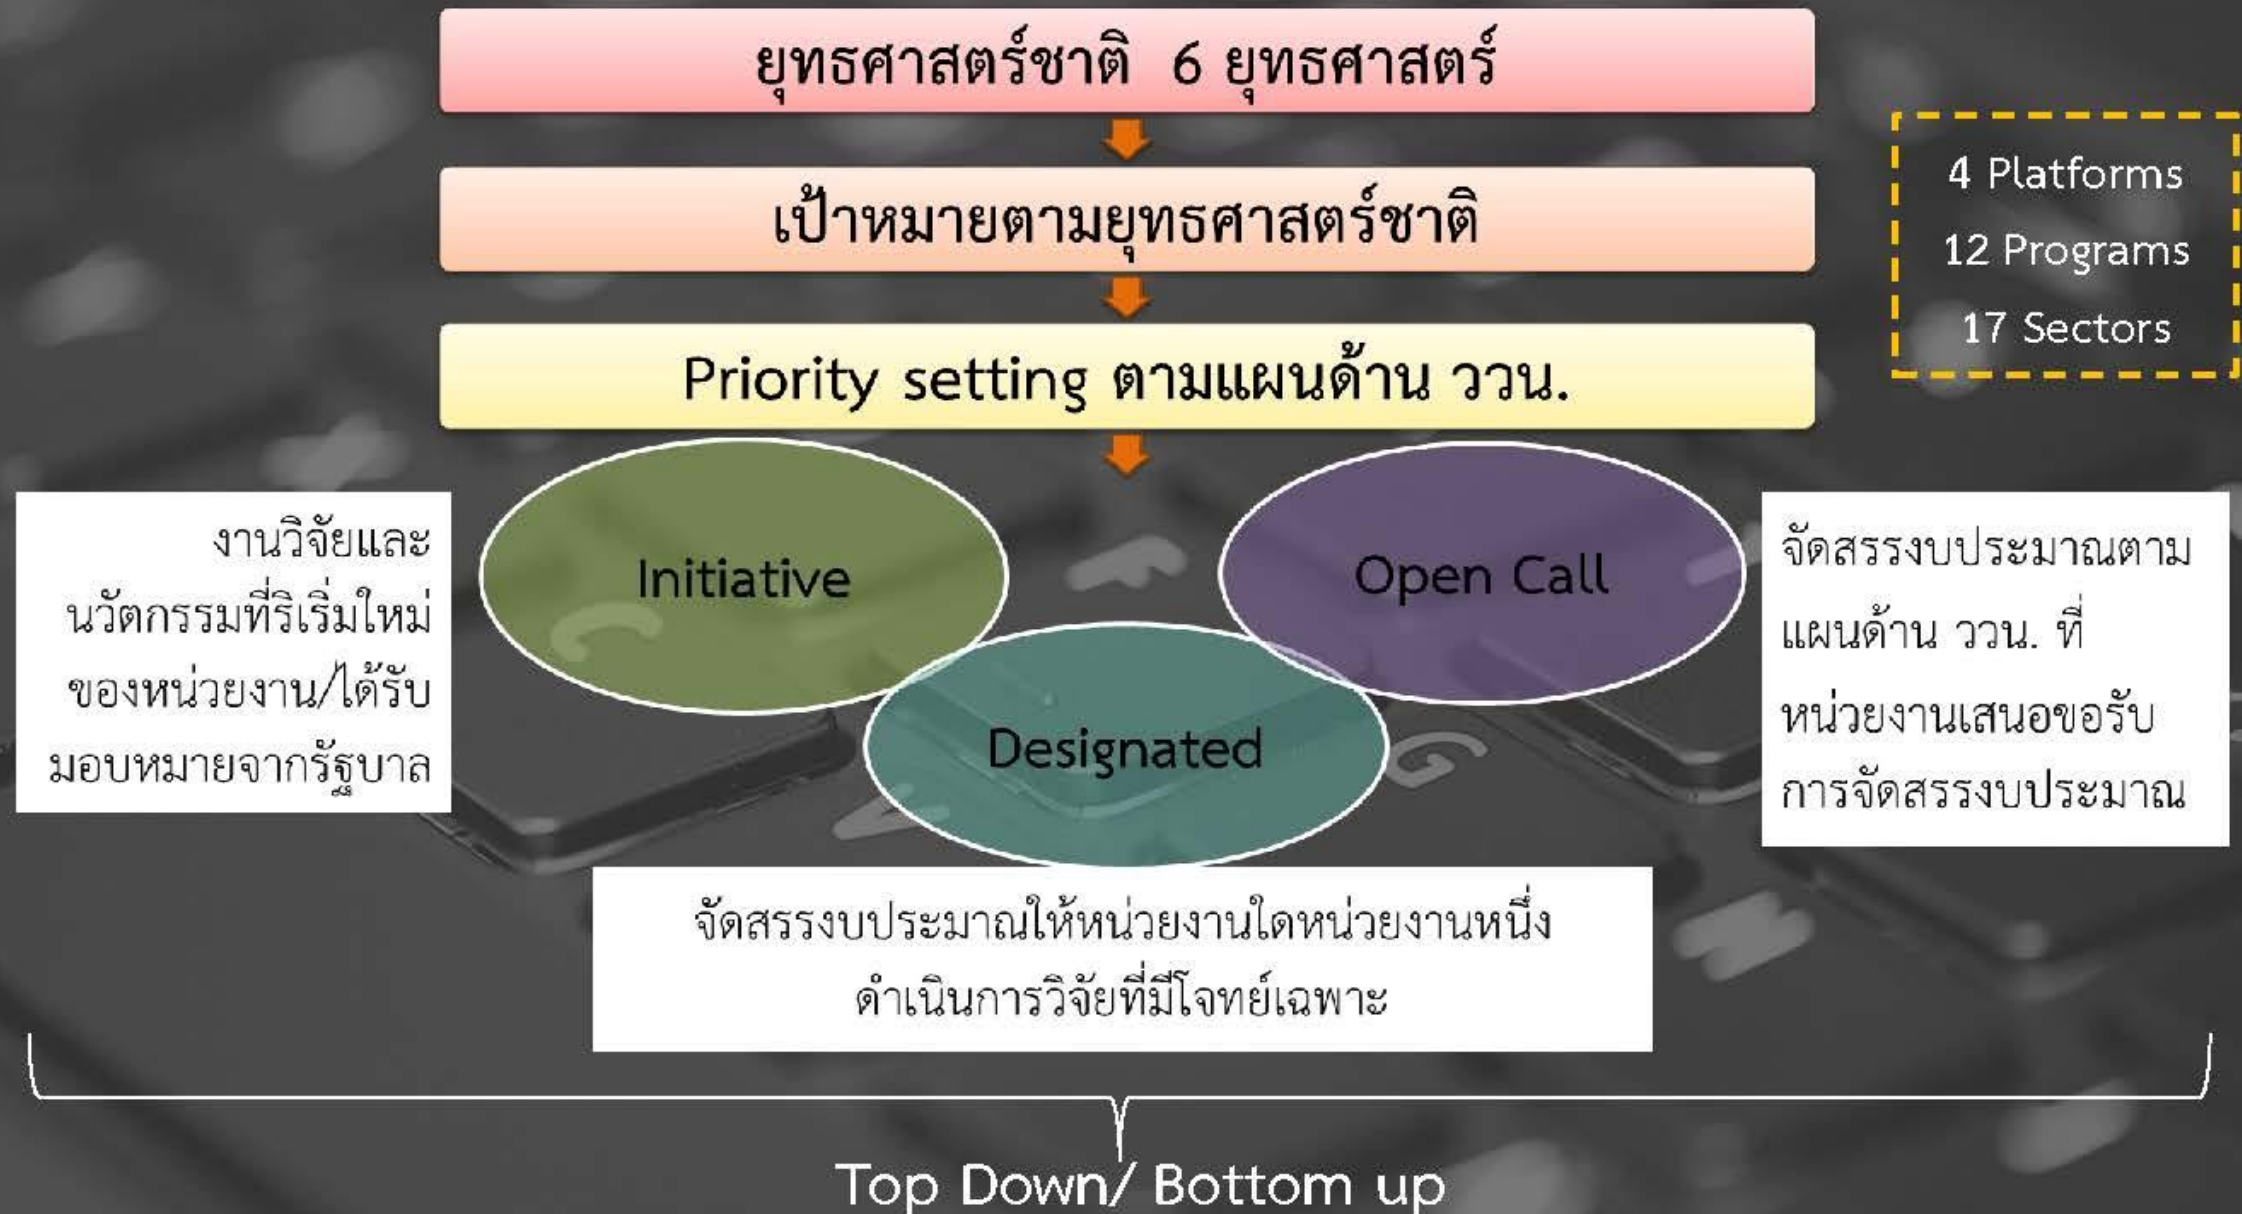 ยุทธศาสตร์ชาติ 6 ยุทธศาสตร์
เป้าหมายตามยุทธศาสตร์ชาติ
4 Platforms
12 Programs
17 Sectors
Priority setting ตามแผนด้าน ววน.
Initiative
Open Call
Designated
งานวิจัยและ
นวัตกรรมที่ริเริ่มใหม่
ของหน่วยงาน/ได้รับ
มอบหมายจากรัฐบาล
จัดสรรงบประมาณตาม
แผนด้าน ววน. ที่
หน่วยงานเสนอขอรับ
การจัดสรรงบประมาณ
จัดสรรงบประมาณให้หน่วยงานใดหน่วยงานหนึ่ง
ดำเนินการวิจัยที่มีโจทย์เฉพาะ
Top Down/ Bottom up